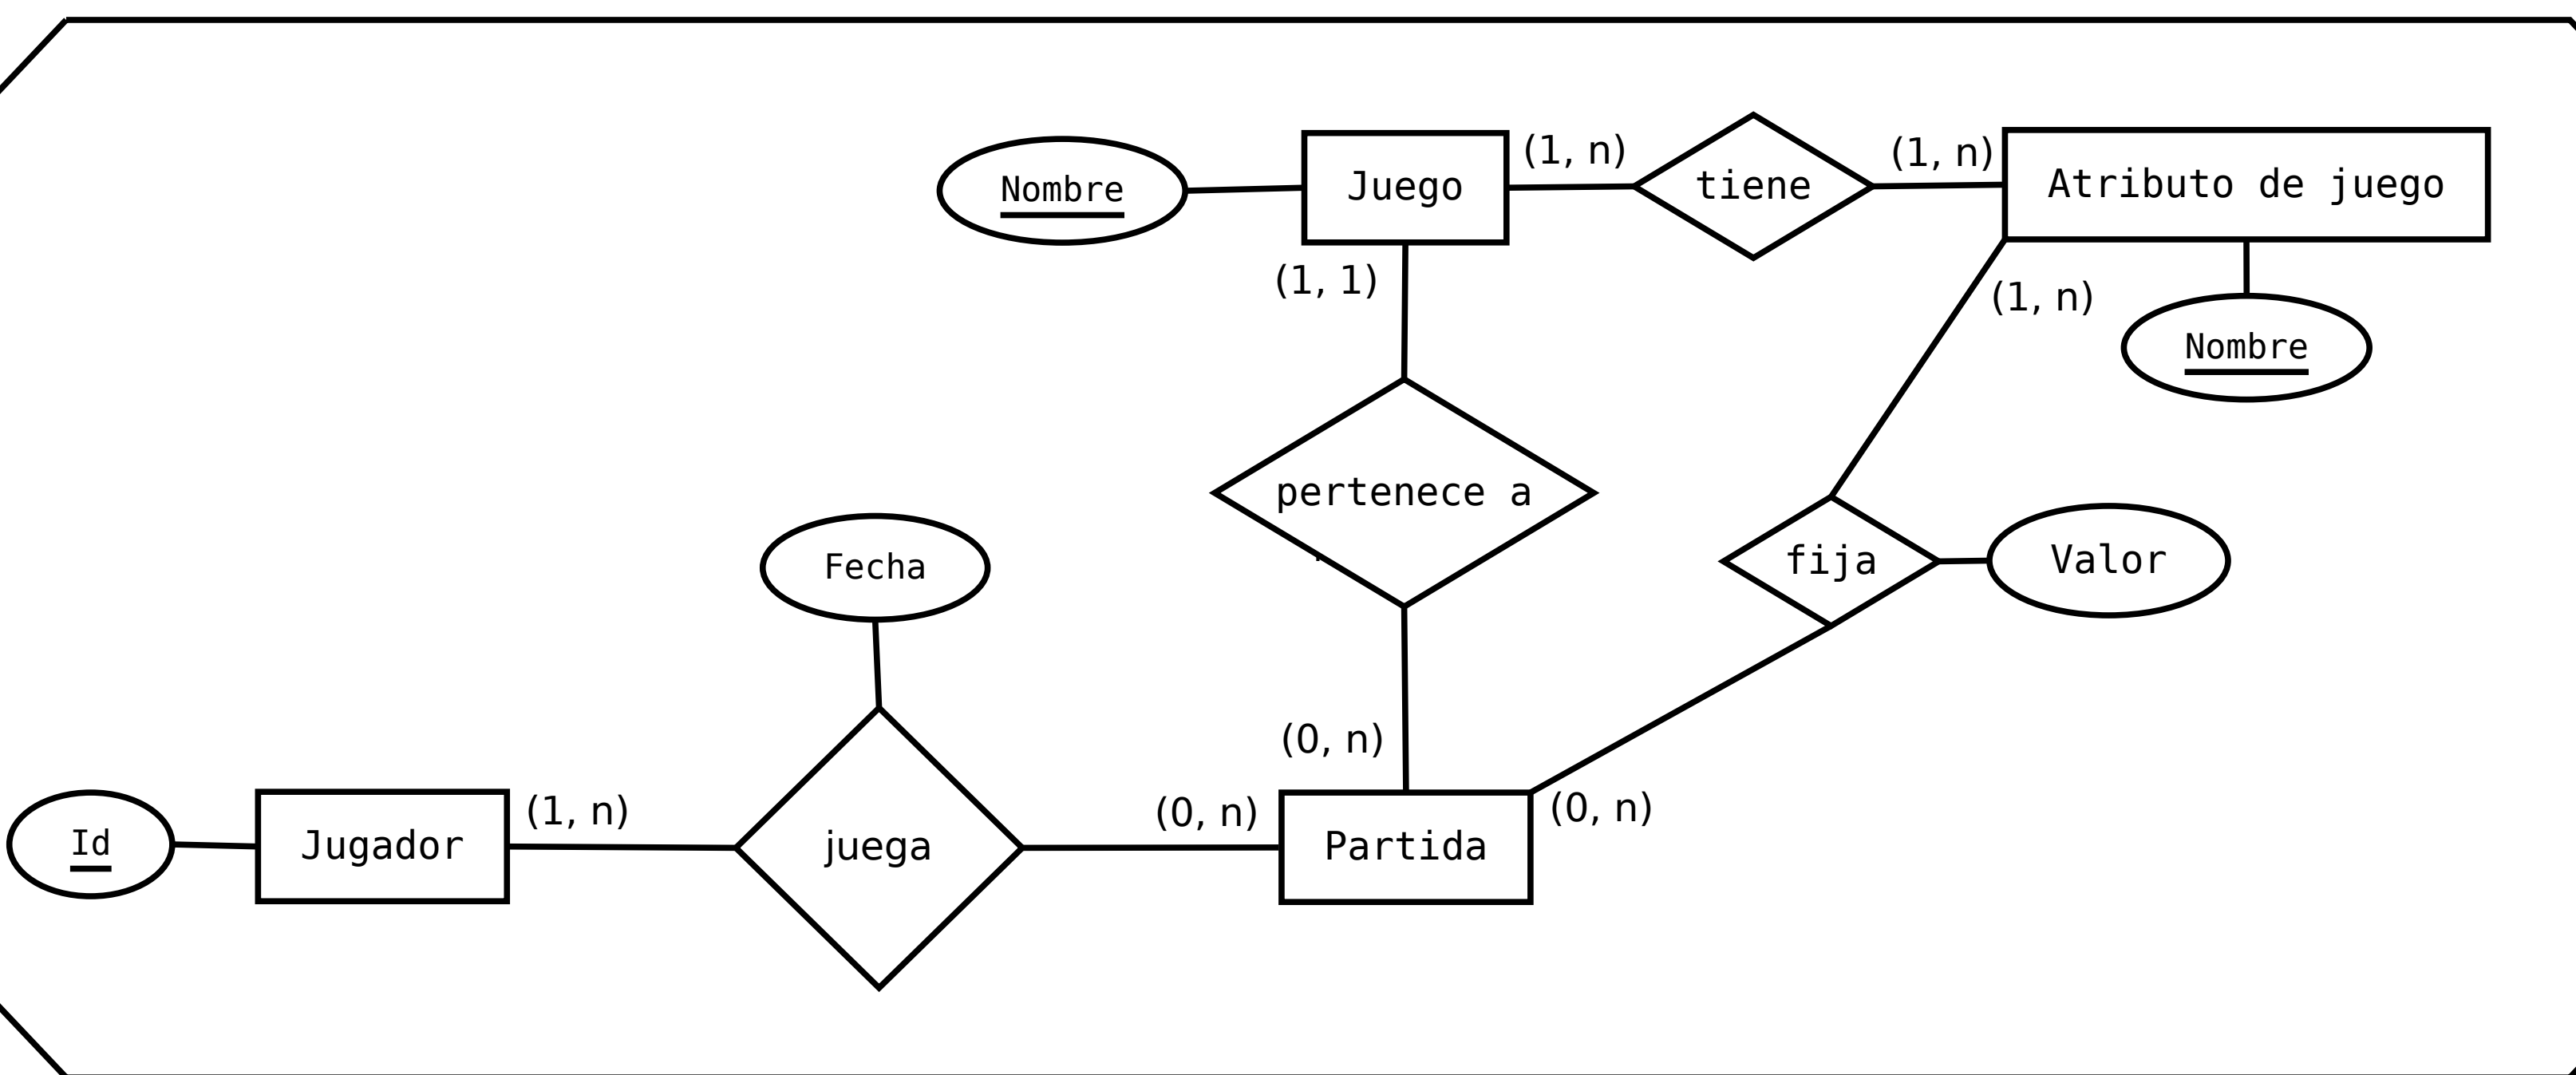 Nombre
Juego
(1, n)
tiene
(1, n)
Atributo de juego
(1, 1)
(1, n)
Nombre
pertenece a
fija
Valor
Fecha
(0, n)
Id
Jugador
(1, n)
juega
(0, n)
Partida
(0, n)